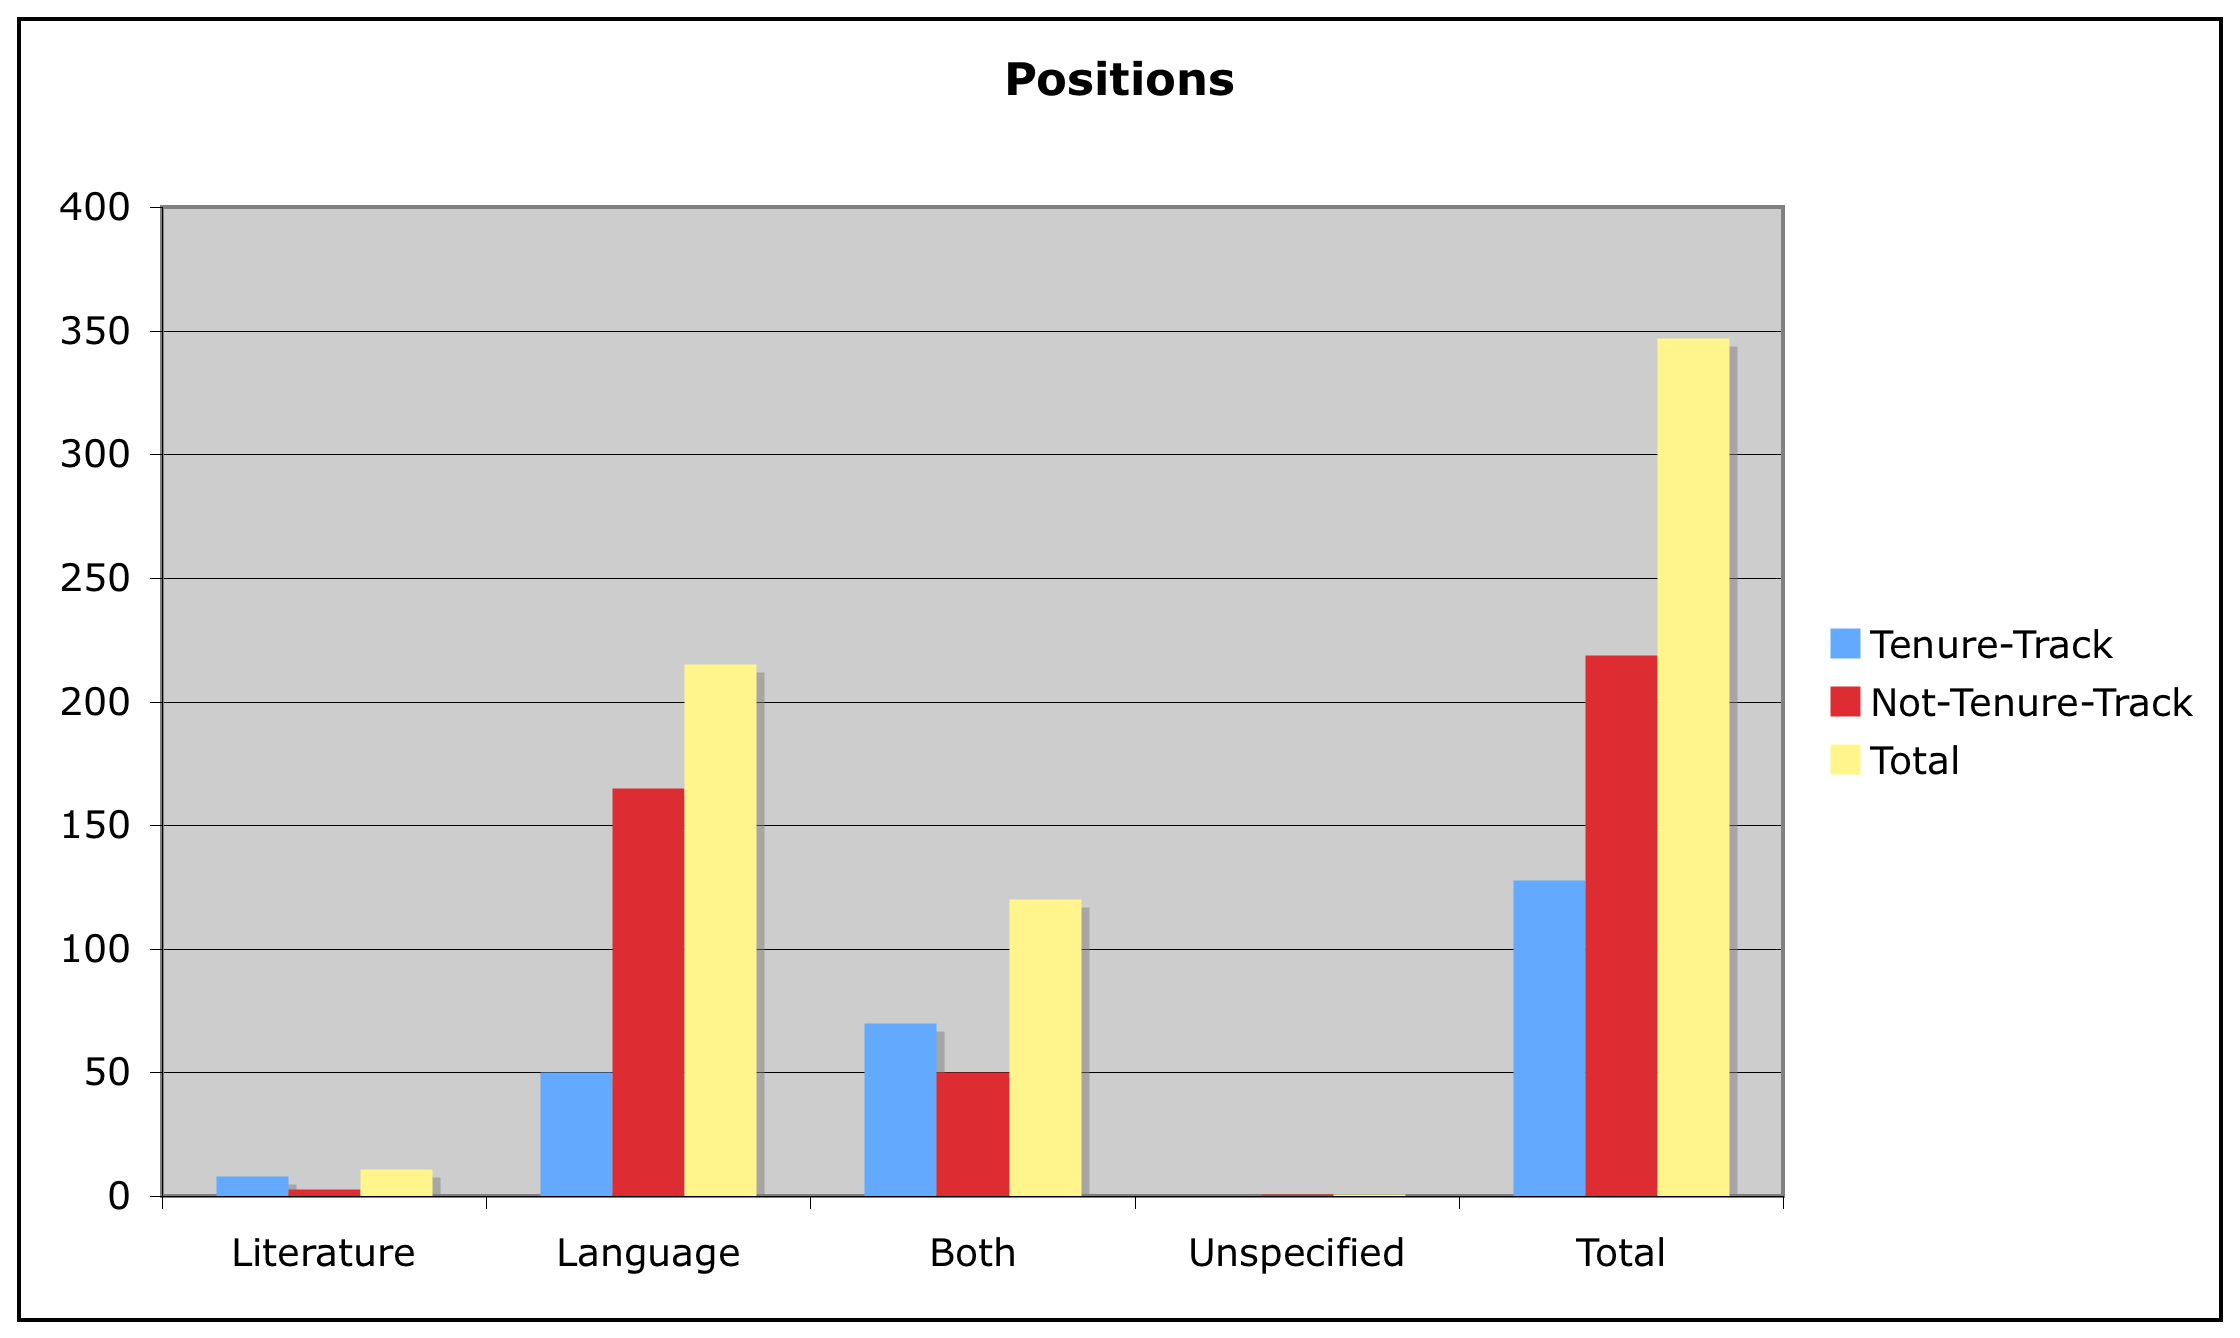 Positions
400
350
300
250
200
150
100
50
0
Literature
Language
Both
Unspecified
Total
Tenure-Track
Not-Tenure-Track
Total